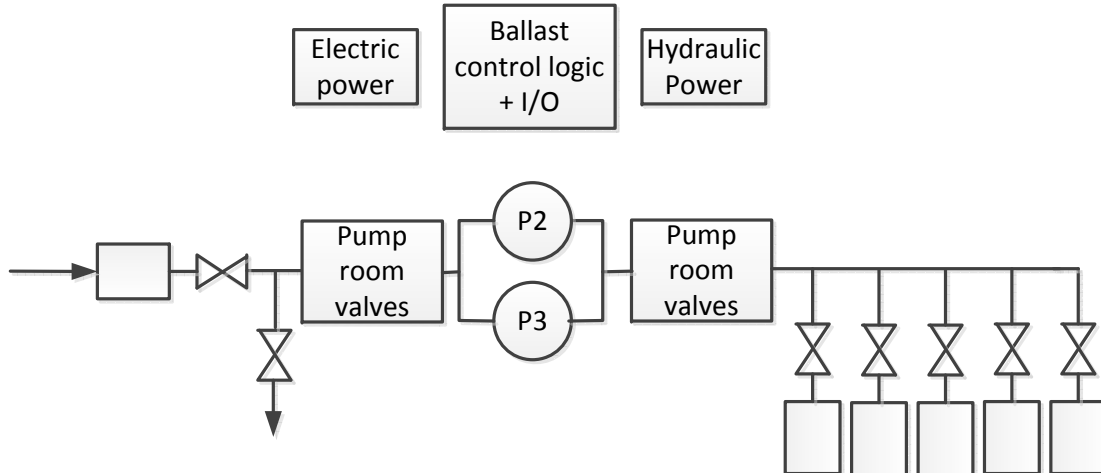 Electric
power
Ballast
control logic
+ I/O
Hydraulic
Power
Pump
room
valves
P2
P3
Pump
room
valves